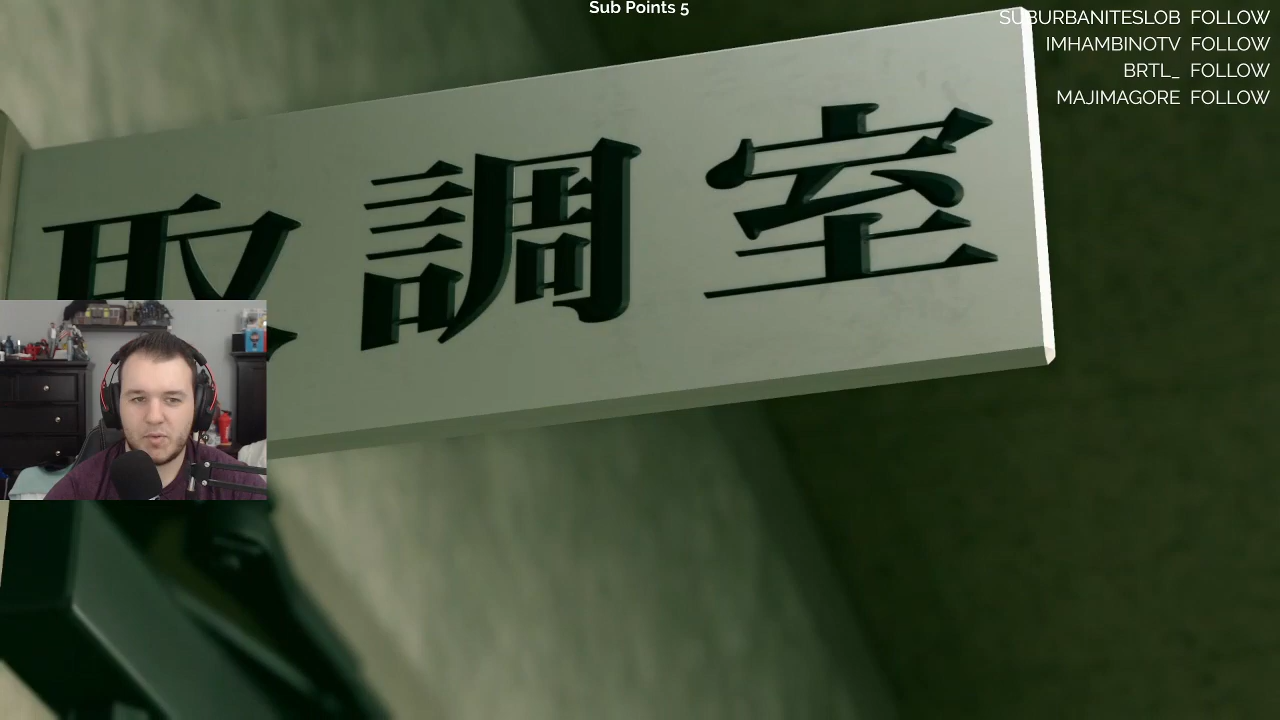 Sub Points 5
SUBURBANITESLOB FOLLOW
IMHAMBINOTV FOLLOW
BRTL_ FOLLOW
MAJIMAGORE FOLLOW
取調室